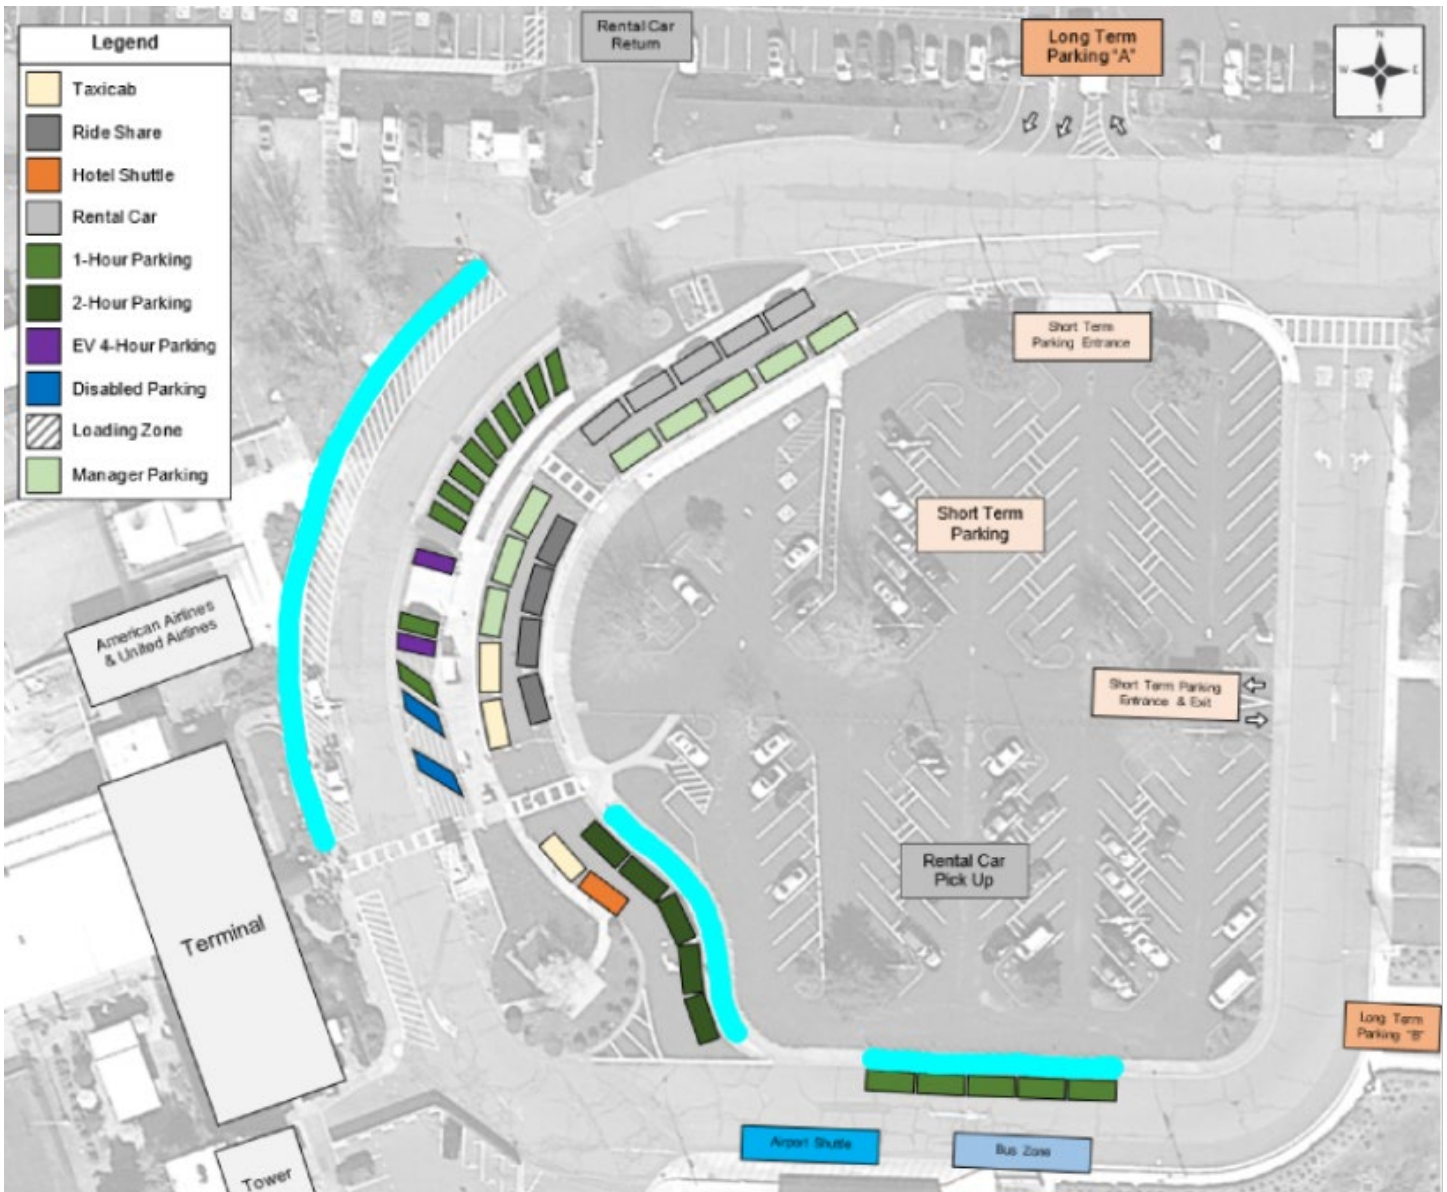 Legend
Taxicab
Ride Share
Hotel Shuttle
Rental Car
1-Hour Parking
2-Hour Parking
EV 4-Hour Parking
Disabled Parking
Loading Zone
Manager Parking
Rental Car
Return
Long Term
Parking "A"
N
W
E
S
Short Term
Parking Entrance
Short Term
Parking
American Airlines
& United Airlines
Short Term Parking
Entrance & Exit
Rental Car
Pick Up
Terminal
Long Term
Parking "B"
Airport Shuttle
Bus Zone
Tower